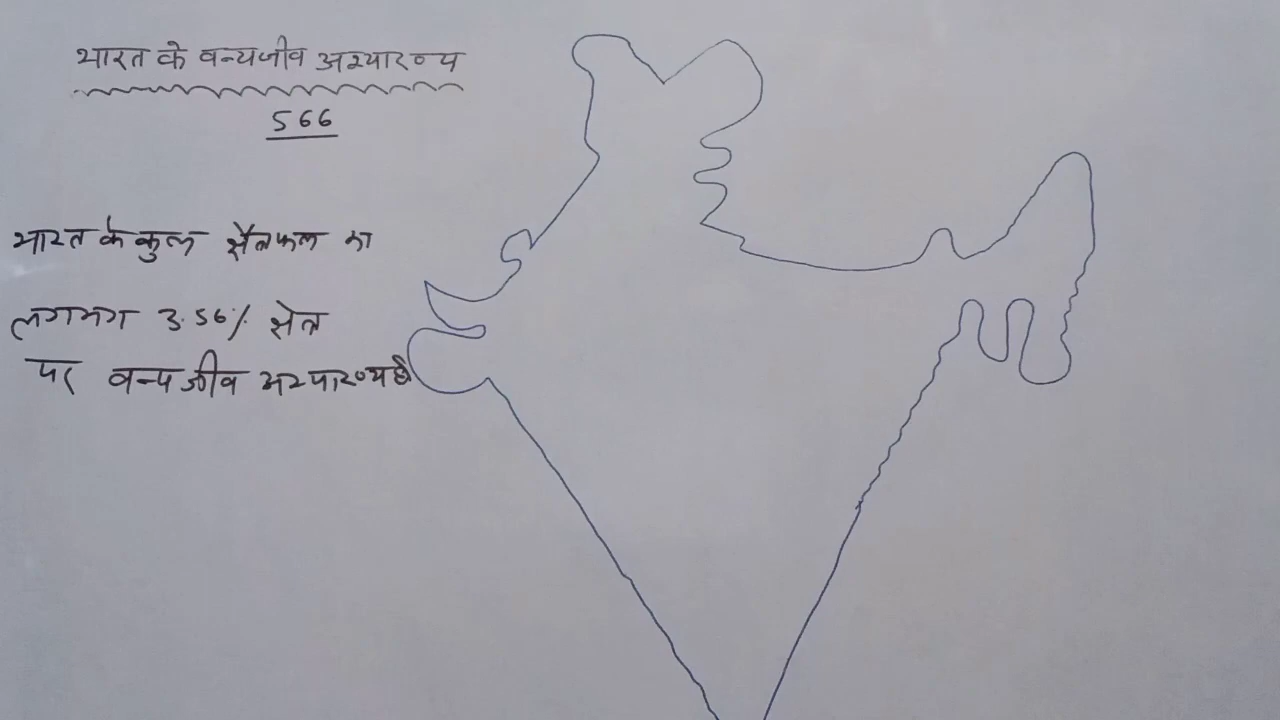 भारत के वन्यजीव अभ्यारण्य
566
भारत के कुल क्षेत्रफल का
लगभग 3.56% क्षेत्र
पर वन्यजीव अभ्यारण्य है